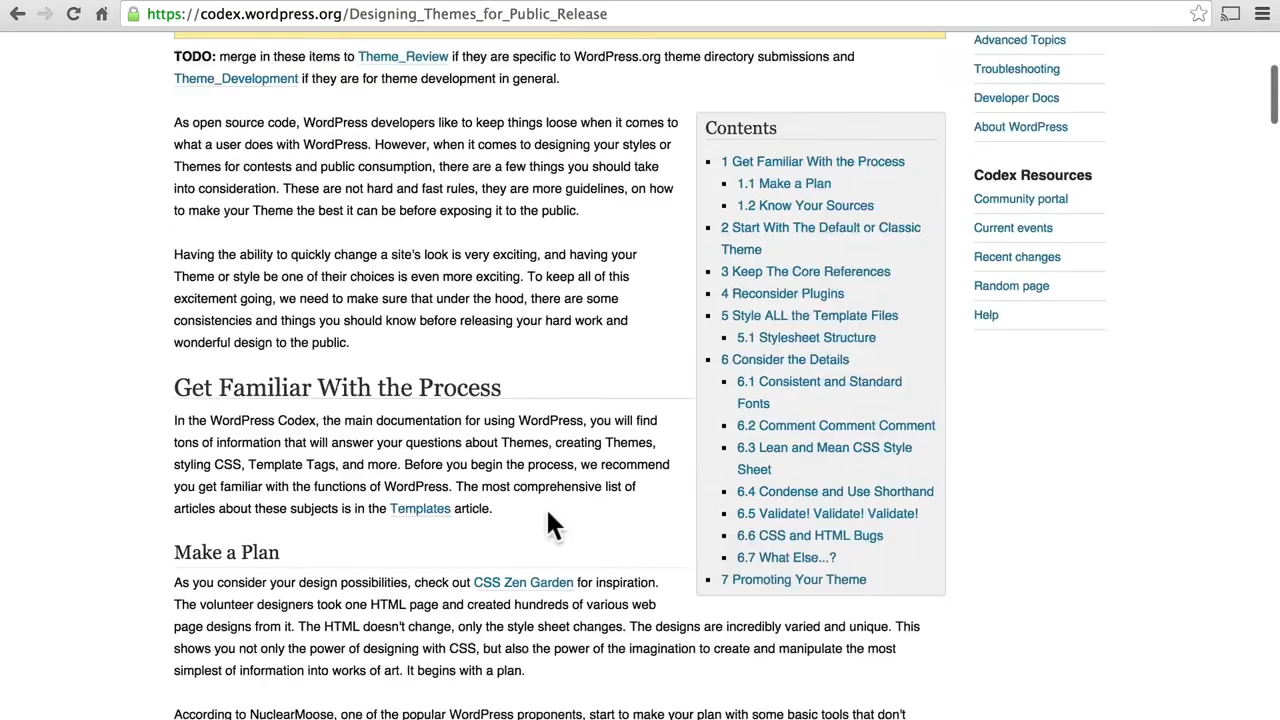 https://codex.wordpress.org/Designing_Themes_for_Public_Release
TODO: merge in these items to Theme_Review if they are specific to WordPress.org theme directory submissions and
Theme_Development if they are for theme development in general.
As open source code, WordPress developers like to keep things loose when it comes to
what a user does with WordPress. However, when it comes to designing your styles or
Themes for contests and public consumption, there are a few things you should take
into consideration. These are not hard and fast rules, they are more guidelines, on how
to make your Theme the best it can be before exposing it to the public.
Having the ability to quickly change a site's look is very exciting, and having your
Theme or style be one of their choices is even more exciting. To keep all of this
excitement going, we need to make sure that under the hood, there are some
consistencies and things you should know before releasing your hard work and
wonderful design to the public.
Get Familiar With the Process
In the WordPress Codex, the main documentation for using WordPress, you will find
tons of information that will answer your questions about Themes, creating Themes,
styling CSS, Template Tags, and more. Before you begin the process, we recommend
you get familiar with the functions of WordPress. The most comprehensive list of
articles about these subjects is in the Templates article.
Make a Plan
As you consider your design possibilities, check out CSS Zen Garden for inspiration.
The volunteer designers took one HTML page and created hundreds of various web
page designs from it. The HTML doesn't change, only the style sheet changes. The designs are incredibly varied and unique. This
shows you not only the power of designing with CSS, but also the power of the imagination to create and manipulate the most
simplest of information into works of art. It begins with a plan.
According to NuclearMoose, one of the popular WordPress proponents, start to make your plan with some basic tools that don't
Contents
1 Get Familiar With the Process
1.1 Make a Plan
1.2 Know Your Sources
2 Start With The Default or Classic
Theme
3 Keep The Core References
4 Reconsider Plugins
5 Style ALL the Template Files
5.1 Stylesheet Structure
6 Consider the Details
6.1 Consistent and Standard
Fonts
6.2 Comment Comment Comment
6.3 Lean and Mean CSS Style
Sheet
6.4 Condense and Use Shorthand
6.5 Validate! Validate! Validate!
6.6 CSS and HTML Bugs
6.7 What Else...?
7 Promoting Your Theme
Advanced Topics
Troubleshooting
Developer Docs
About WordPress
Codex Resources
Community portal
Current events
Recent changes
Random page
Help